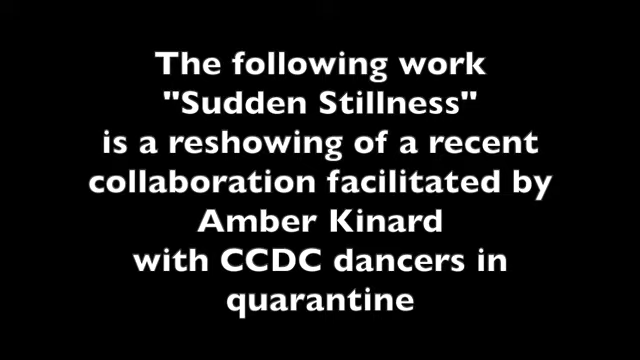 The following work
"Sudden Stillness"
is a reshowing of a recent
collaboration facilitated by
Amber Kinard
with CCDC dancers in
quarantine